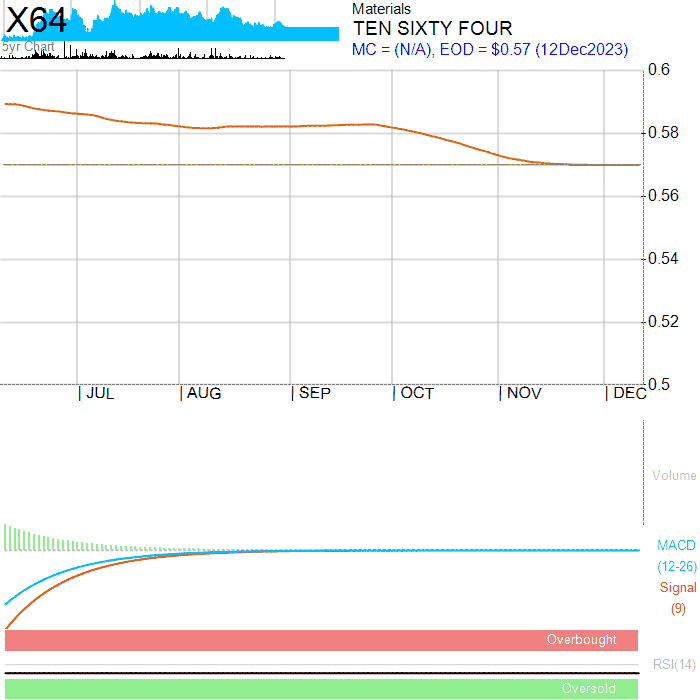 X64
5yr Chart
Materials
TEN SIXTY FOUR
MC = (N/A), EOD = $0.57 (12Dec2023)
0.6
0.58
0.56
0.54
0.52
0.5
| JUL | AUG | SEP | OCT | NOV | DEC
Volume
MACD
(12-26)
Signal
(9)
Overbought
RSI(14)
Oversold